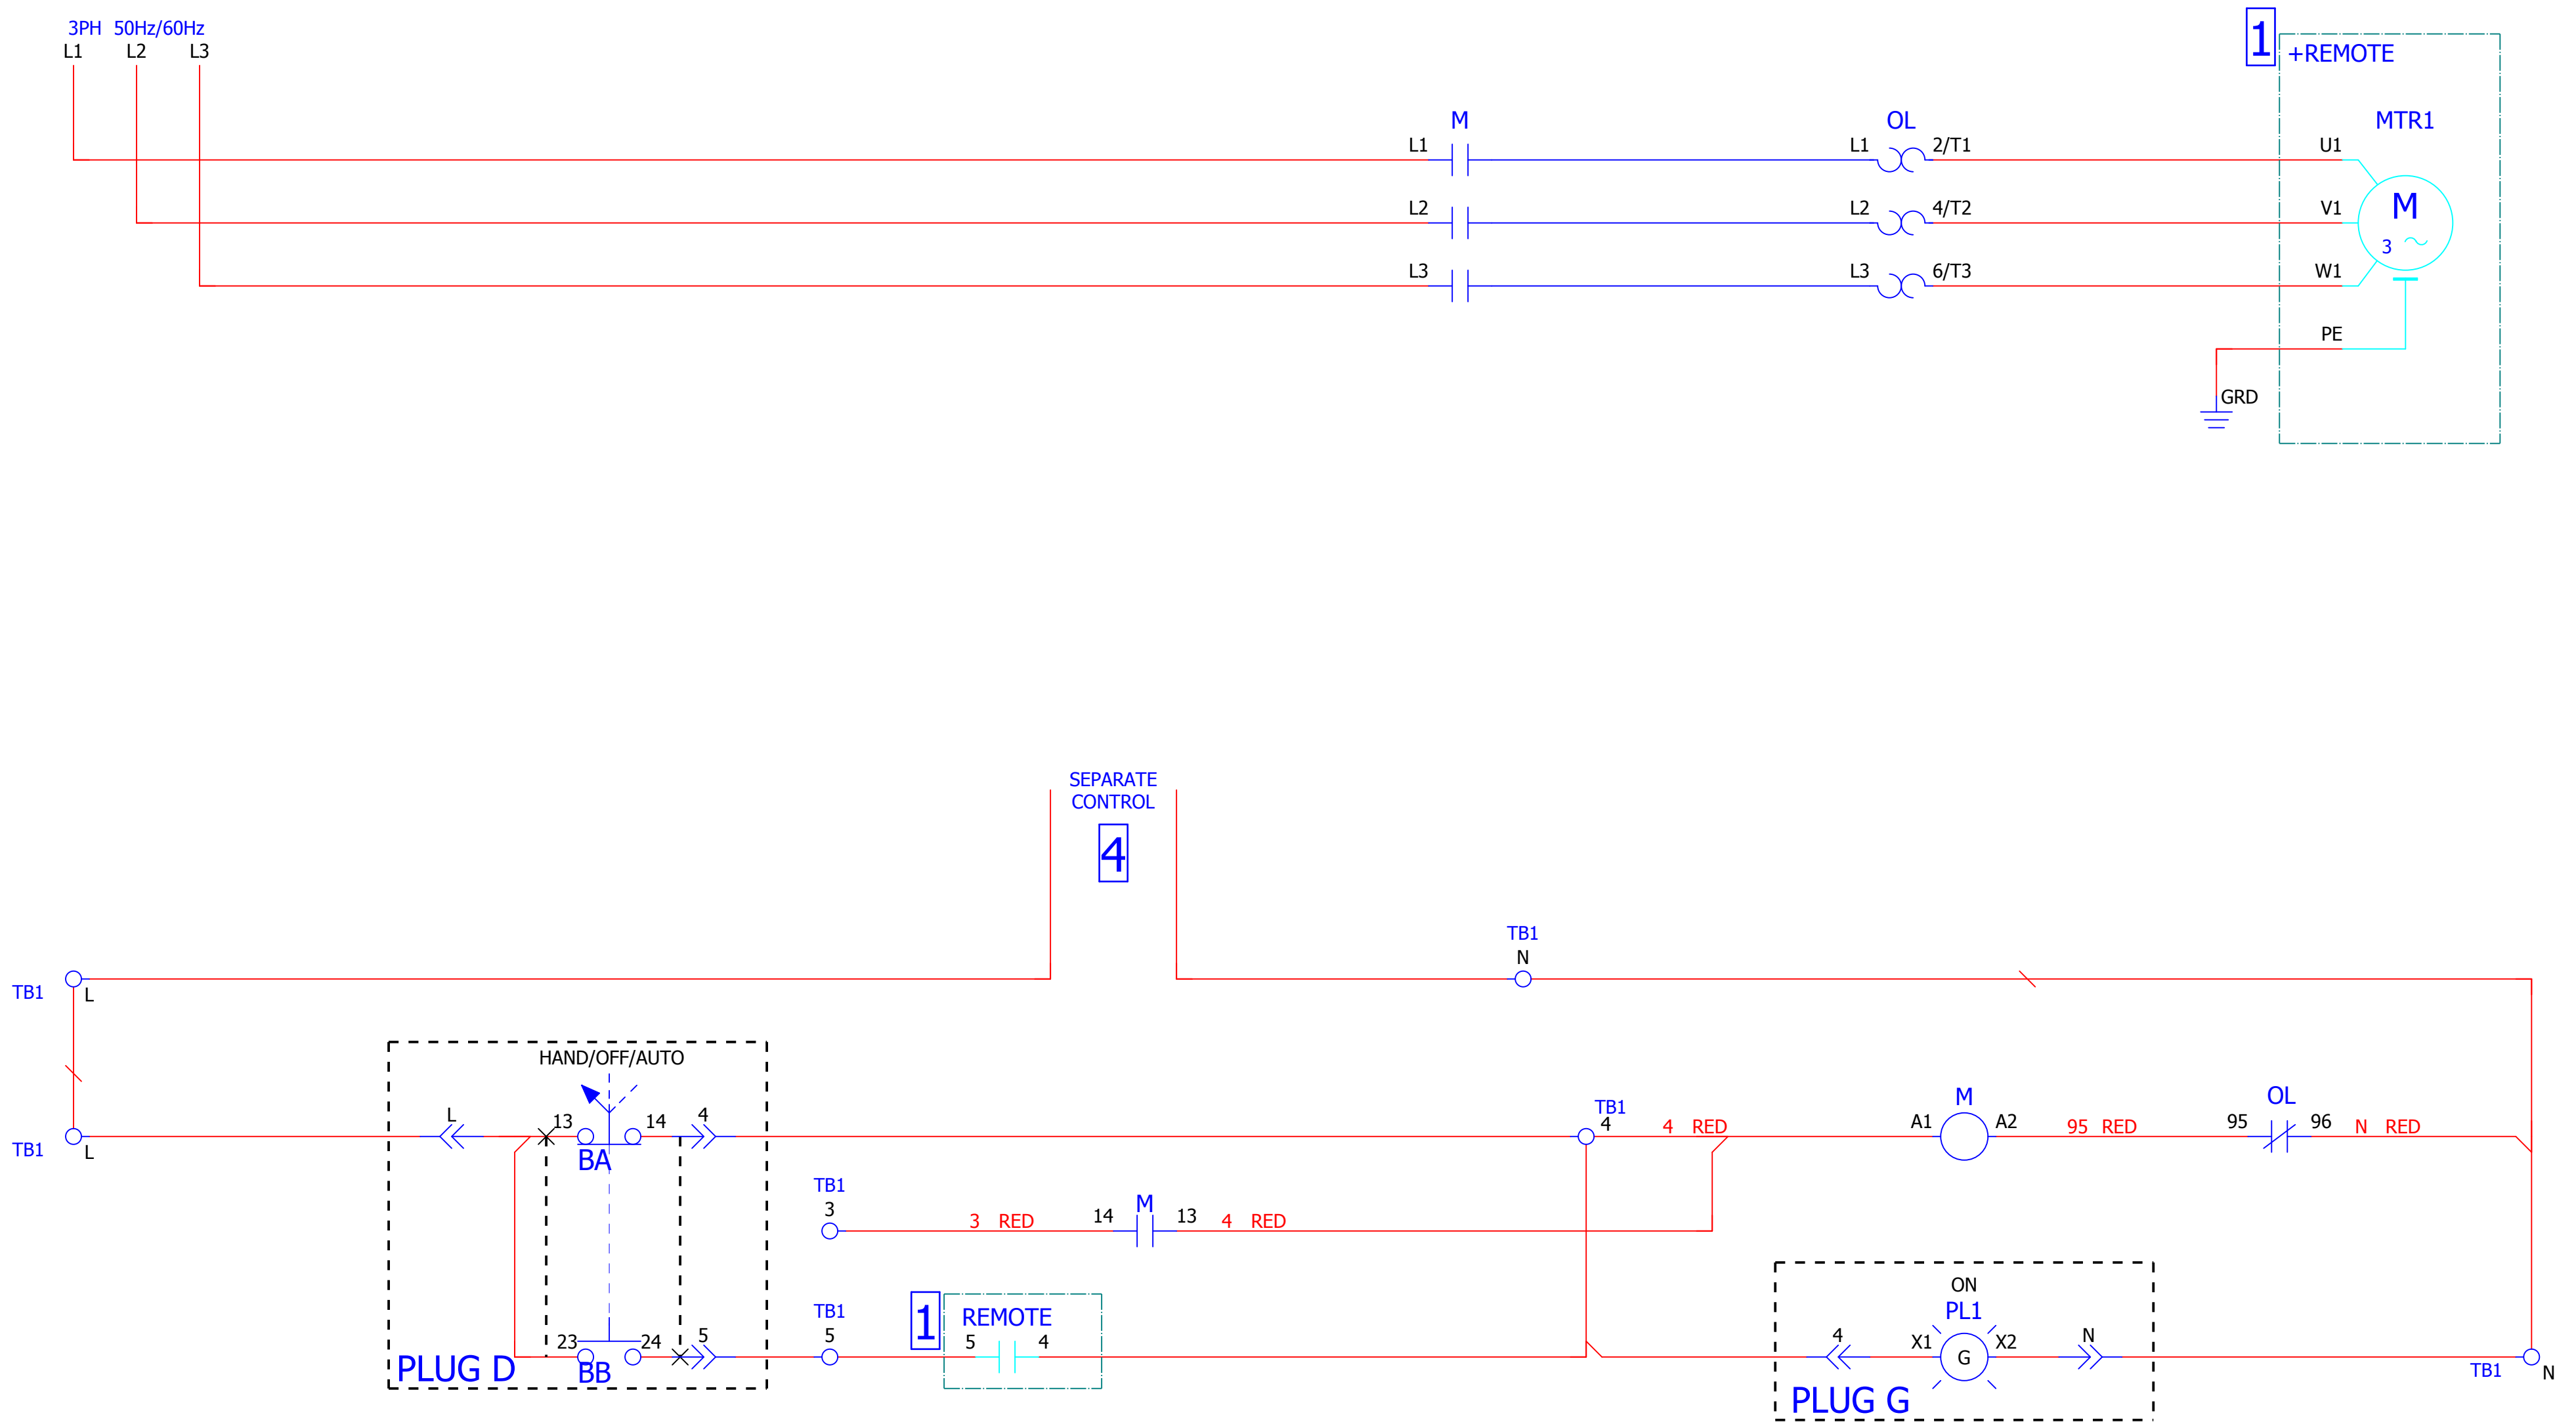 3PH 50Hz/60Hz
L1 L2 L3
1
+REMOTE
M OL MTR1
L1 L1 2/T1 U1
L2 L2 4/T2 V1
M
3
L3 L3 6/T3 W1
PE
GRD
SEPARATE
CONTROL
4
TB1
N
TB1 L
HAND/OFF/AUTO
L 13 14 4
TB1 L
BA
TB1
4
4 RED
M
A1 A2
95 RED
OL
95 96
N RED
TB1
3
3 RED
M
14 13
4 RED
TB1
5
1
REMOTE
5 4
23 24 5
BB
PLUG D
ON
PL1
4 X1 G X2 N
PLUG G
TB1 N